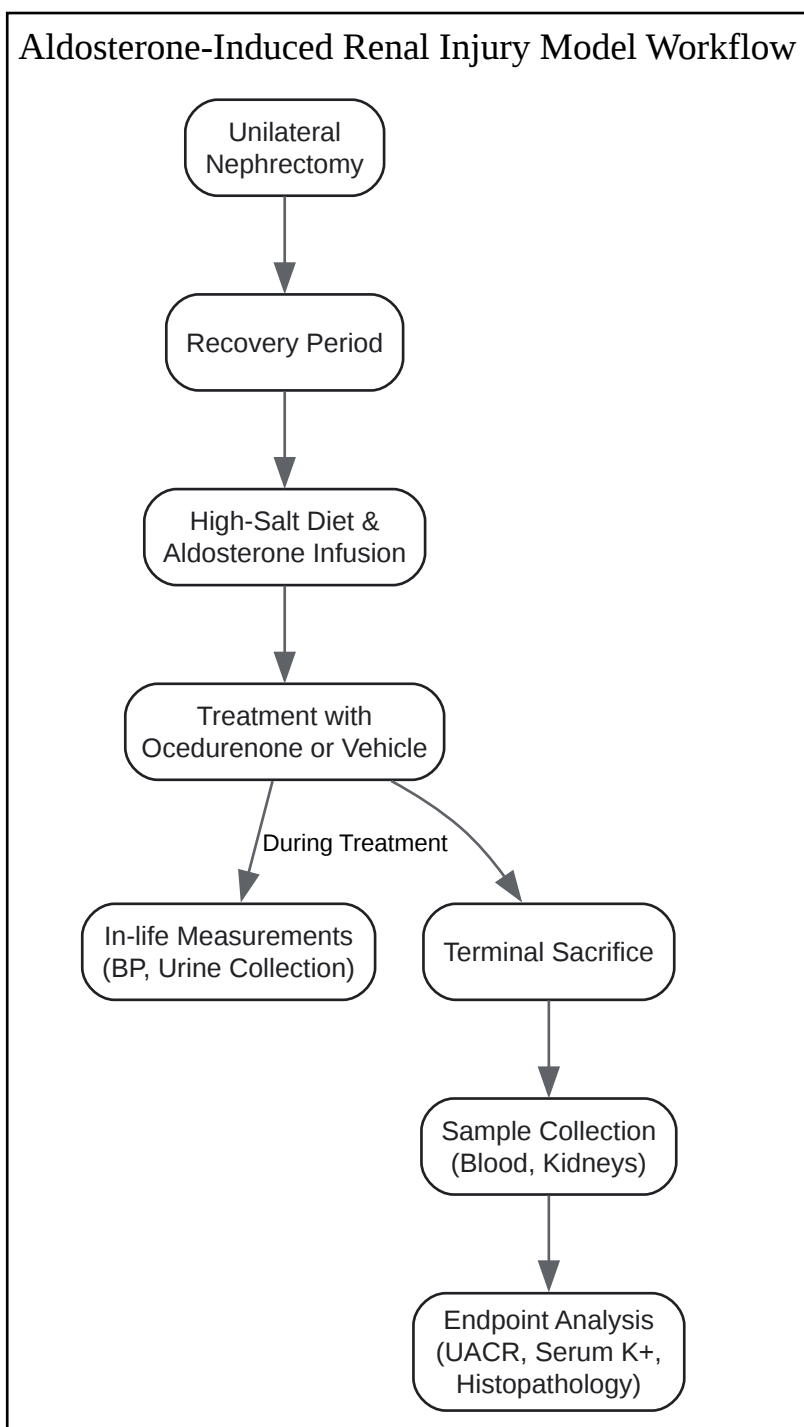 Aldosterone-Induced Renal Injury Model Workflow
Unilateral
Nephrectomy
Recovery Period
High-Salt Diet &
Aldosterone Infusion
Treatment with
Ocedurenone or Vehicle
During Treatment
In-life Measurements
(BP, Urine Collection)
Terminal Sacrifice
Sample Collection
(Blood, Kidneys)
Endpoint Analysis
(UACR, Serum K+,
Histopathology)